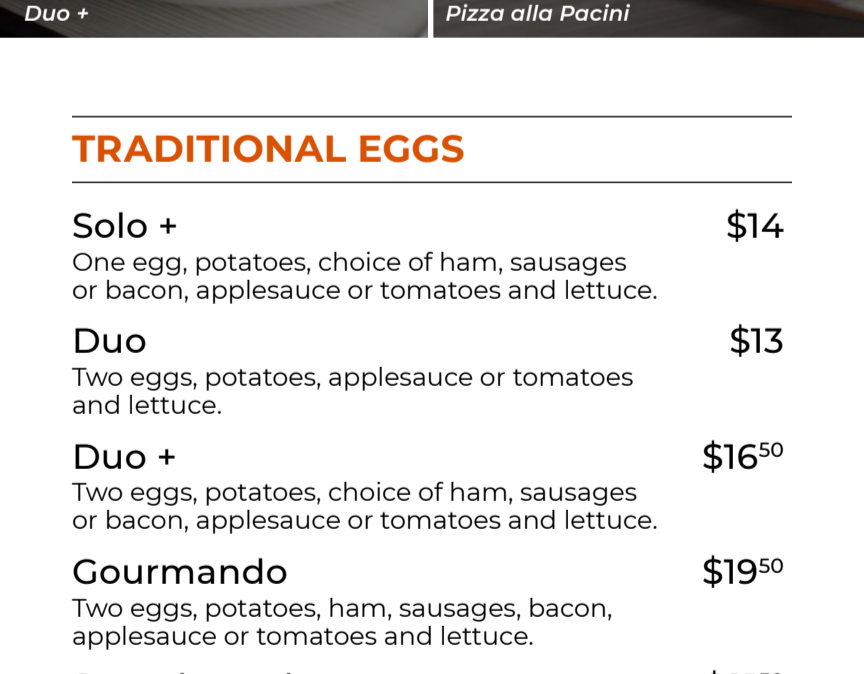 Duo +
Pizza alla Pacini
TRADITIONAL EGGS
Solo +
$14
One egg, potatoes, choice of ham, sausages
or bacon, applesauce or tomatoes and lettuce.
Duo
$13
Two eggs, potatoes, applesauce or tomatoes
and lettuce.
Duo +
$16⁵⁰
Two eggs, potatoes, choice of ham, sausages
or bacon, applesauce or tomatoes and lettuce.
Gourmando
$19⁵⁰
Two eggs, potatoes, ham, sausages, bacon,
applesauce or tomatoes and lettuce.